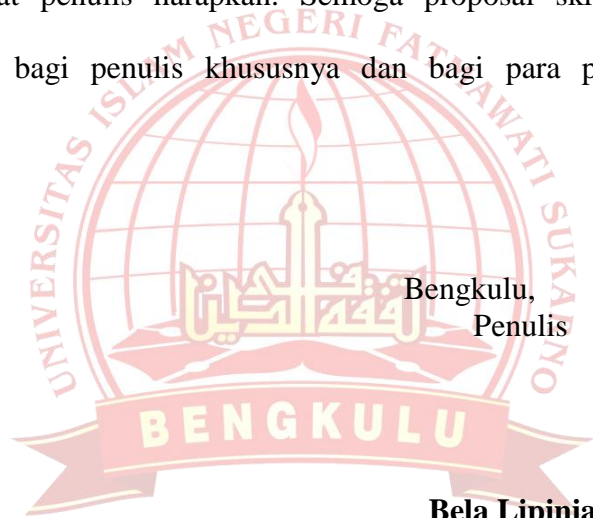 at penulis harapkan. Semoga proposal sk
bagi penulis khususnya dan bagi para p
UNIVERSITAS ISLAM NEGERI FATMAWATI SUKARNO
Bengkulu,
Penulis
BENGKULU
Bela Lipinia